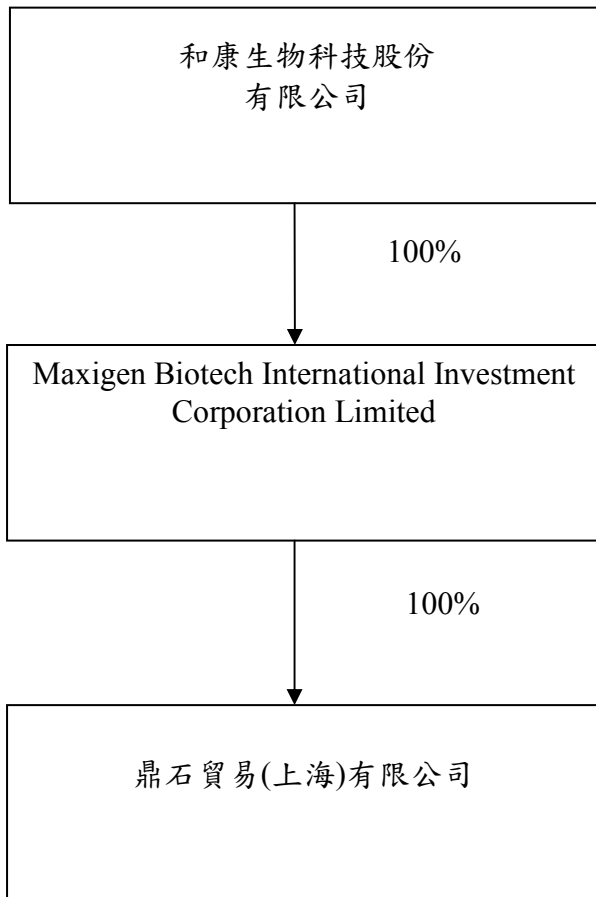 和康生物科技股份
有限公司
100%
Maxigen Biotech International Investment
Corporation Limited
100%
鼎石貿易(上海)有限公司